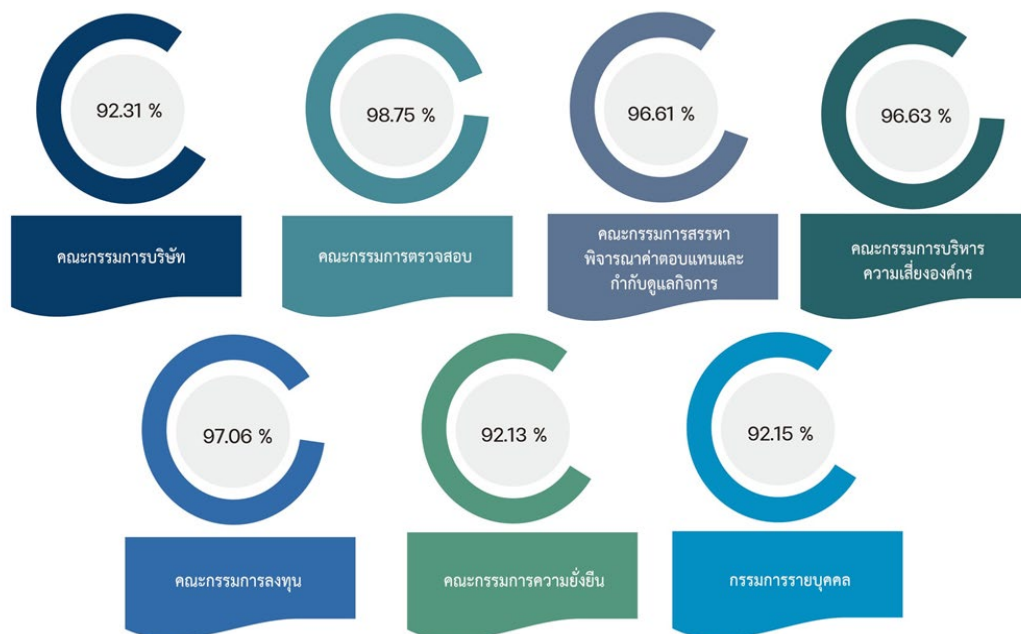 92.31 %
98.75 %
96.61 %
96.63 %
คณะกรรมการบริษัท
คณะกรรมการตรวจสอบ
คณะกรรมการสรรหา
พิจารณาค่าตอบแทนและ
กำกับดูแลกิจการ
คณะกรรมการบริหาร
ความเสี่ยงองค์กร
97.06 %
92.13 %
92.15 %
คณะกรรมการลงทุน
คณะกรรมการความยั่งยืน
กรรมการรายบุคคล